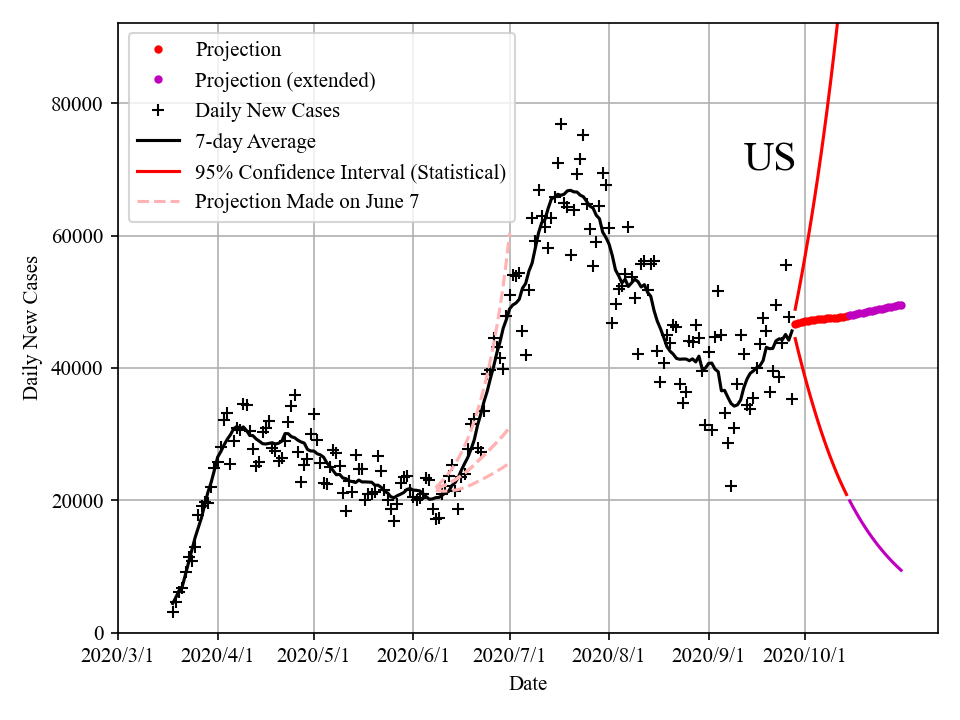 Projection
Projection (extended)
Daily New Cases
7-day Average
95% Confidence Interval (Statistical)
Projection Made on June 7
US
80000
60000
40000
20000
0
Daily New Cases
2020/3/1 2020/4/1 2020/5/1 2020/6/1 2020/7/1 2020/8/1 2020/9/1 2020/10/1
Date